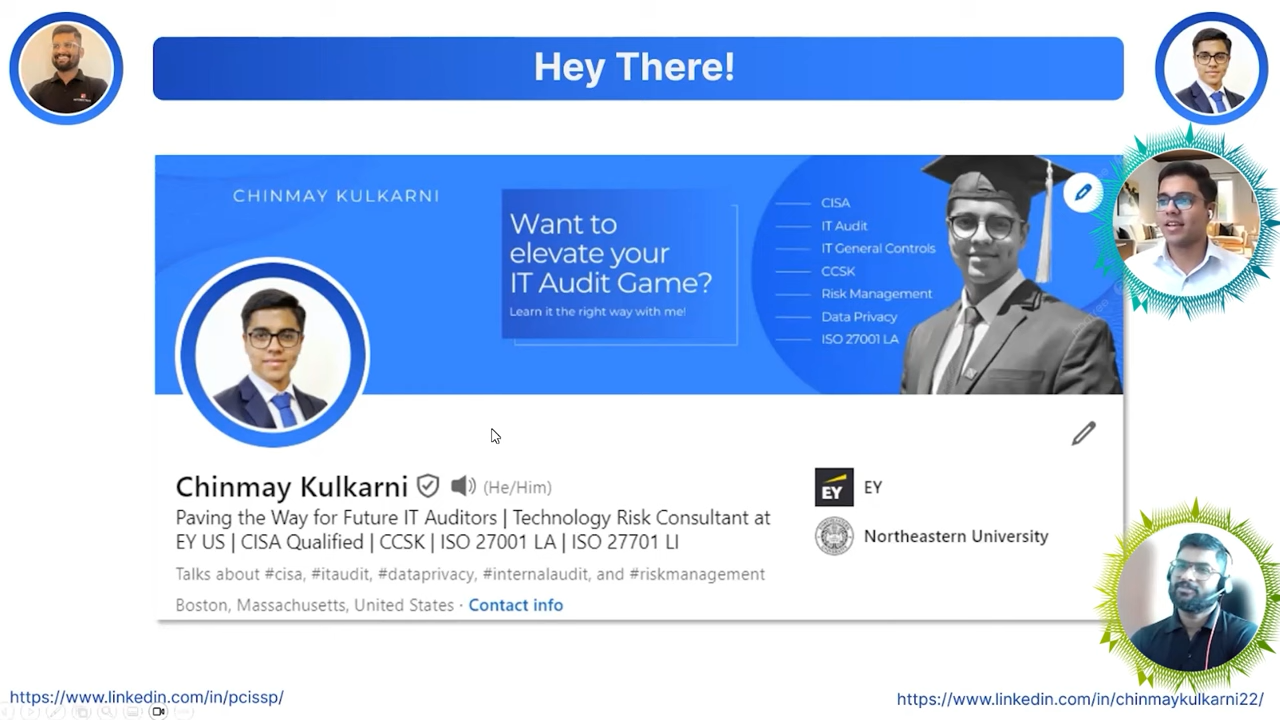 Hey There!
CHINMAY KULKARNI
Want to
elevate your
IT Audit Game?
Learn it the right way with me!
CISA
IT Audit
IT General Controls
CCSK
Risk Management
Data Privacy
ISO 27001 LA
Chinmay Kulkarni (He/Him)
Paving the Way for Future IT Auditors | Technology Risk Consultant at
EY US | CISA Qualified | CCSK | ISO 27001 LA | ISO 27701 LI
Talks about #cisa, #itaudit, #dataprivacy, #internalaudit, and #riskmanagement
Boston, Massachusetts, United States · Contact info
EY
EY
Northeastern University
https://www.linkedin.com/in/pcissp/
https://www.linkedin.com/in/chinmaykulkarni22/